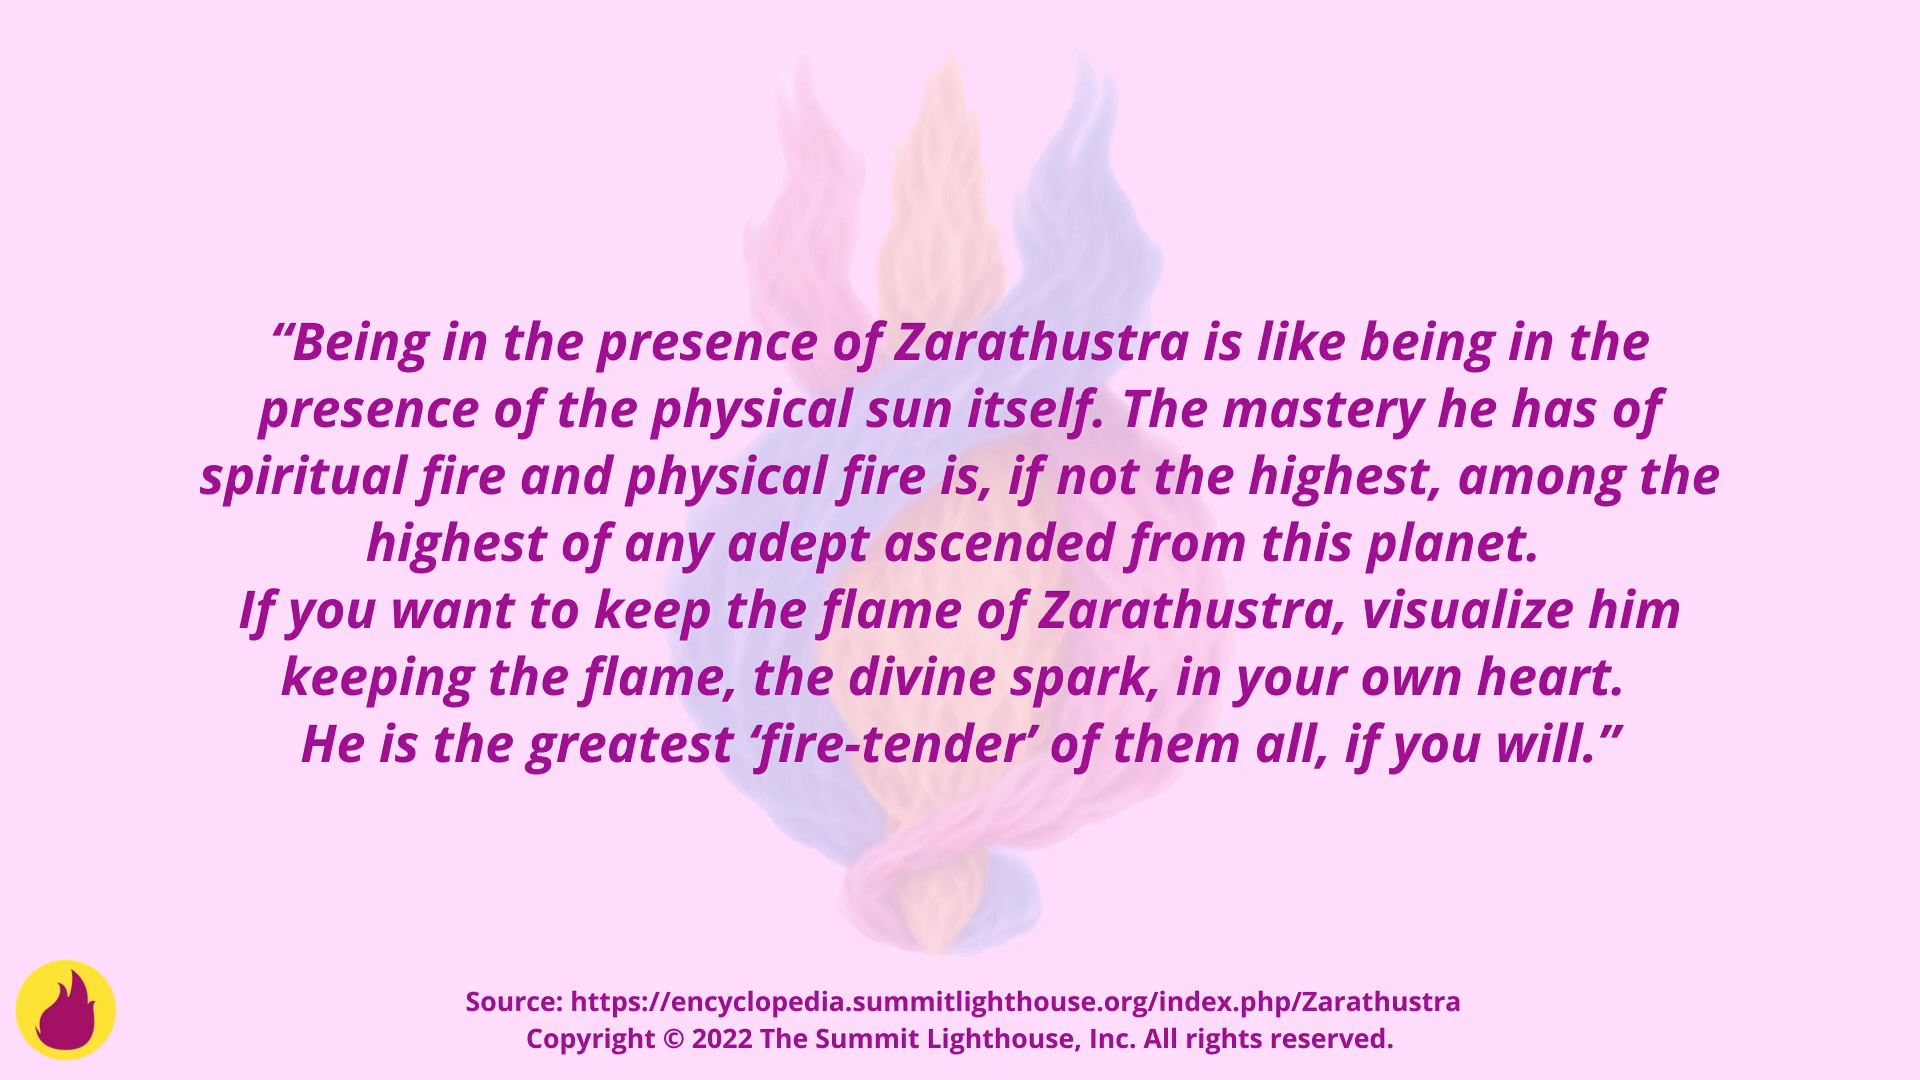 “Being in the presence of Zarathustra is like being in the
presence of the physical sun itself. The mastery he has of
spiritual fire and physical fire is, if not the highest, among the
highest of any adept ascended from this planet.
If you want to keep the flame of Zarathustra, visualize him
keeping the flame, the divine spark, in your own heart.
He is the greatest ‘fire-tender’ of them all, if you will.”
Source: https://encyclopedia.summitlighthouse.org/index.php/Zarathustra
Copyright © 2022 The Summit Lighthouse, Inc. All rights reserved.